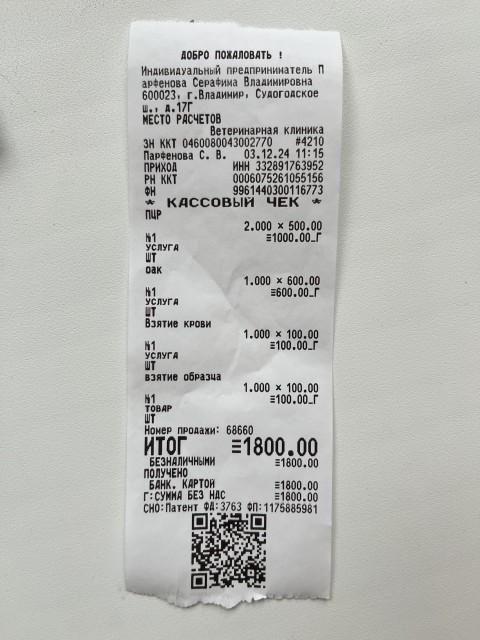 ДОБРО ПОЖАЛОВАТЬ !
Индивидуальный предприниматель П
арфенова Серафима Владимировна
600023, г.Владимир, Судогодское
ш., д.17Г
МЕСТО РАСЧЕТОВ
Ветеринарная клиника
ЗН ККТ 0460080043002770 #4210
Парфенова С. В. 03.12.24 11:15
ПРИХОД ИНН 332891763952
РН ККТ 0006075261055156
ФН 9961440300116773
* КАССОВЫЙ ЧЕК *
ПЦР
2.000 × 500.00
№1 ≡1000.00_Г
УСЛУГА
ШТ
оак
1.000 × 600.00
№1 ≡600.00_Г
УСЛУГА
ШТ
Взятие крови
1.000 × 100.00
№1 ≡100.00_Г
УСЛУГА
ШТ
взятие образца
1.000 × 100.00
№1 ≡100.00_Г
ТОВАР
ШТ
Номер продажи: 68660
ИТОГ ≡1800.00
БЕЗНАЛИЧНЫМИ ≡1800.00
ПОЛУЧЕНО
БАНК. КАРТОЙ ≡1800.00
Г:СУММА БЕЗ НДС ≡1800.00
СНО:Патент ФД:3763 ФП:1175885981